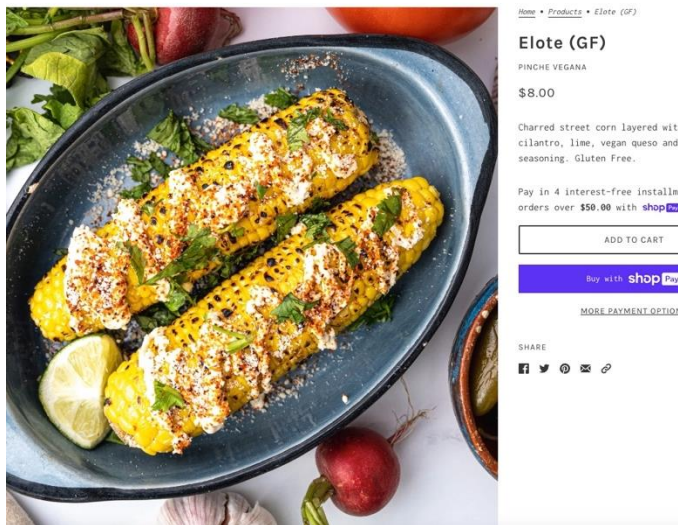 Home • Products • Elote (GF)
Elote (GF)
PINCHE VEGANA
$8.00
Charred street corn layered wit
cilantro, lime, vegan queso and
seasoning. Gluten Free.
Pay in 4 interest-free installm
orders over $50.00 with shop Pay
ADD TO CART
Buy with shop Pay
MORE PAYMENT OPTION
SHARE